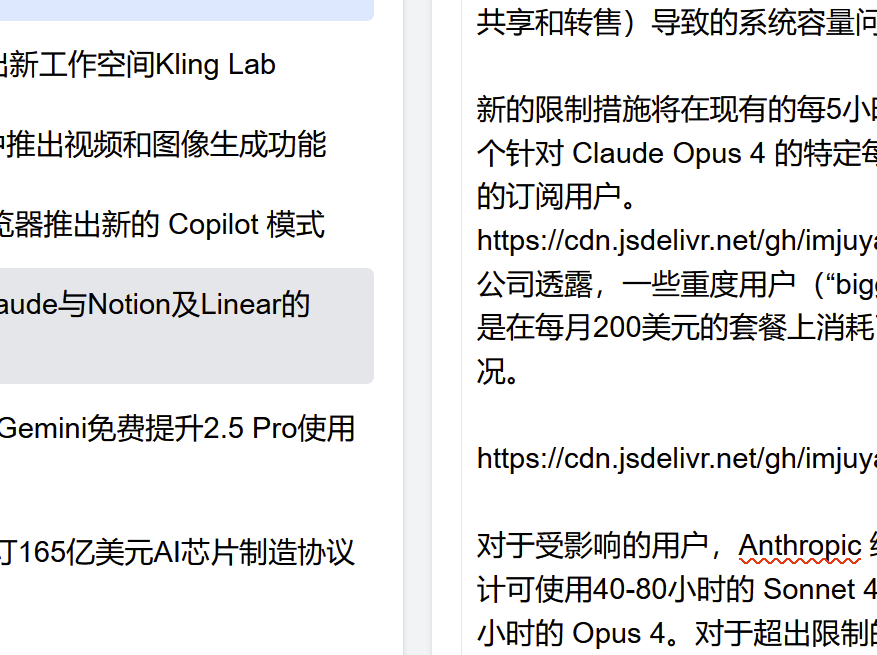 新工作空间Kling Lab
推出视频和图像生成功能
览器推出新的 Copilot 模式
aude与Notion及Linear的
Gemini免费提升2.5 Pro使用
订165亿美元AI芯片制造协议
共享和转售）导致的系统容量问
新的限制措施将在现有的每5小时
个针对 Claude Opus 4 的特定每
的订阅用户。
https://cdn.jsdelivr.net/gh/imjuya
公司透露，一些重度用户（“bigg
是在每月200美元的套餐上消耗
况。
https://cdn.jsdelivr.net/gh/imjuya
对于受影响的用户，Anthropic
计可使用40-80小时的 Sonnet 4
小时的 Opus 4。对于超出限制的